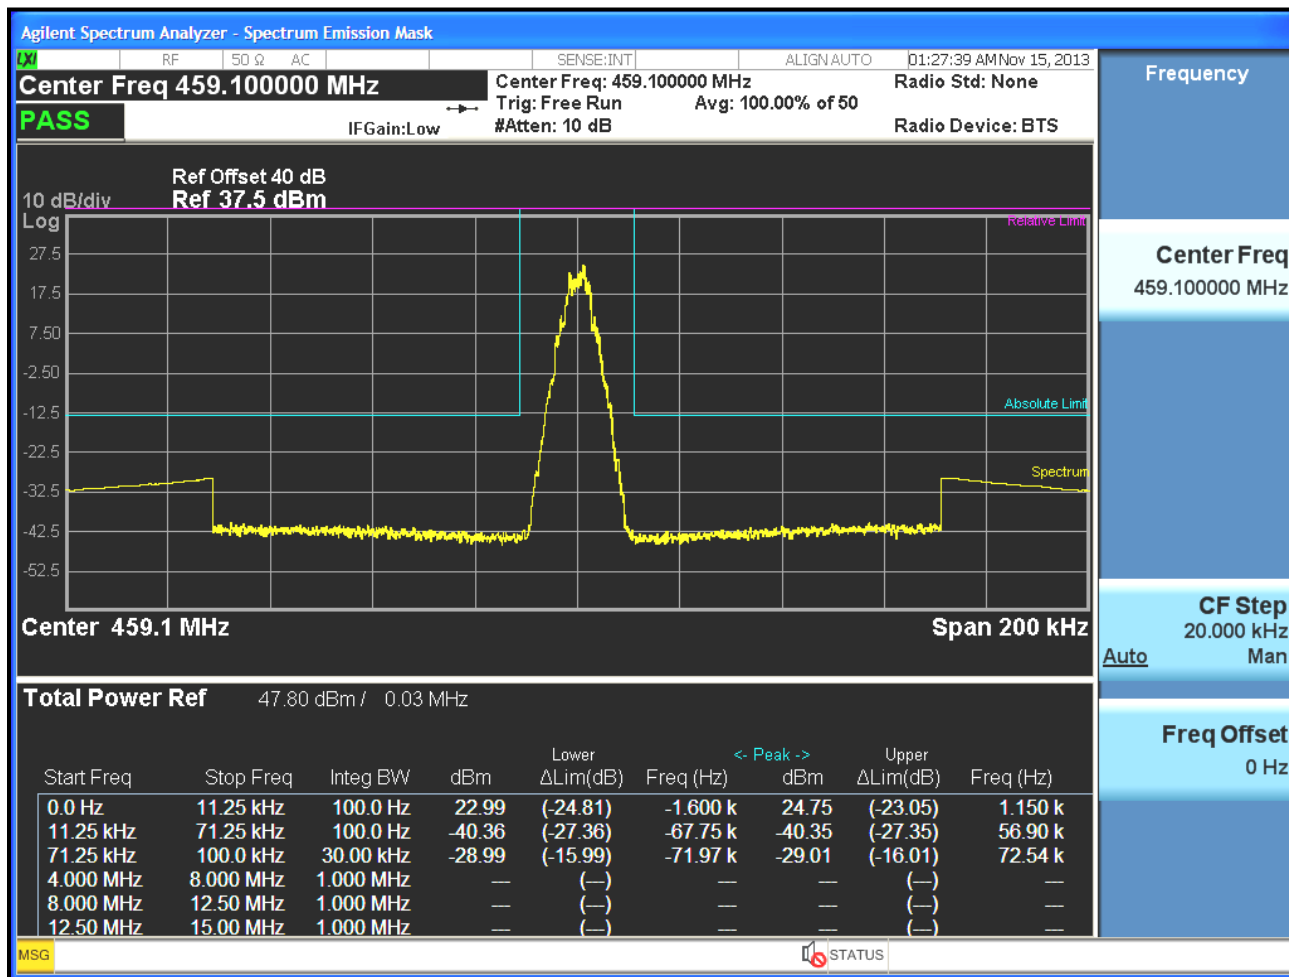 Agilent Spectrum Analyzer - Spectrum Emission Mask
LXI RF 50 Ω AC SENSE:INT ALIGN AUTO 01:27:39 AM Nov 15, 2013
Center Freq 459.100000 MHz
Center Freq: 459.100000 MHz Radio Std: None
Trig: Free Run Avg: 100.00% of 50
PASS IFGain:Low #Atten: 10 dB Radio Device: BTS
Frequency
Ref Offset 40 dB
10 dB/div Ref 37.5 dBm
Log
Relative Limit
27.5
17.5
7.50
-2.50
-12.5
Absolute Limit
-22.5
Spectrum
-32.5
-42.5
-52.5
Center 459.1 MHz Span 200 kHz
Center Freq
459.100000 MHz
CF Step
20.000 kHz
Auto Man
Freq Offset
0 Hz
Total Power Ref 47.80 dBm / 0.03 MHz
Lower <- Peak -> Upper
Start Freq Stop Freq Integ BW dBm ΔLim(dB) Freq (Hz) dBm ΔLim(dB) Freq (Hz)
0.0 Hz 11.25 kHz 100.0 Hz 22.99 (-24.81) -1.600 k 24.75 (-23.05) 1.150 k
11.25 kHz 71.25 kHz 100.0 Hz -40.36 (-27.36) -67.75 k -40.35 (-27.35) 56.90 k
71.25 kHz 100.0 kHz 30.00 kHz -28.99 (-15.99) -71.97 k -29.01 (-16.01) 72.54 k
4.000 MHz 8.000 MHz 1.000 MHz --- (---) --- --- (---) ---
8.000 MHz 12.50 MHz 1.000 MHz --- (---) --- --- (---) ---
12.50 MHz 15.00 MHz 1.000 MHz --- (---) --- --- (---) ---
MSG STATUS